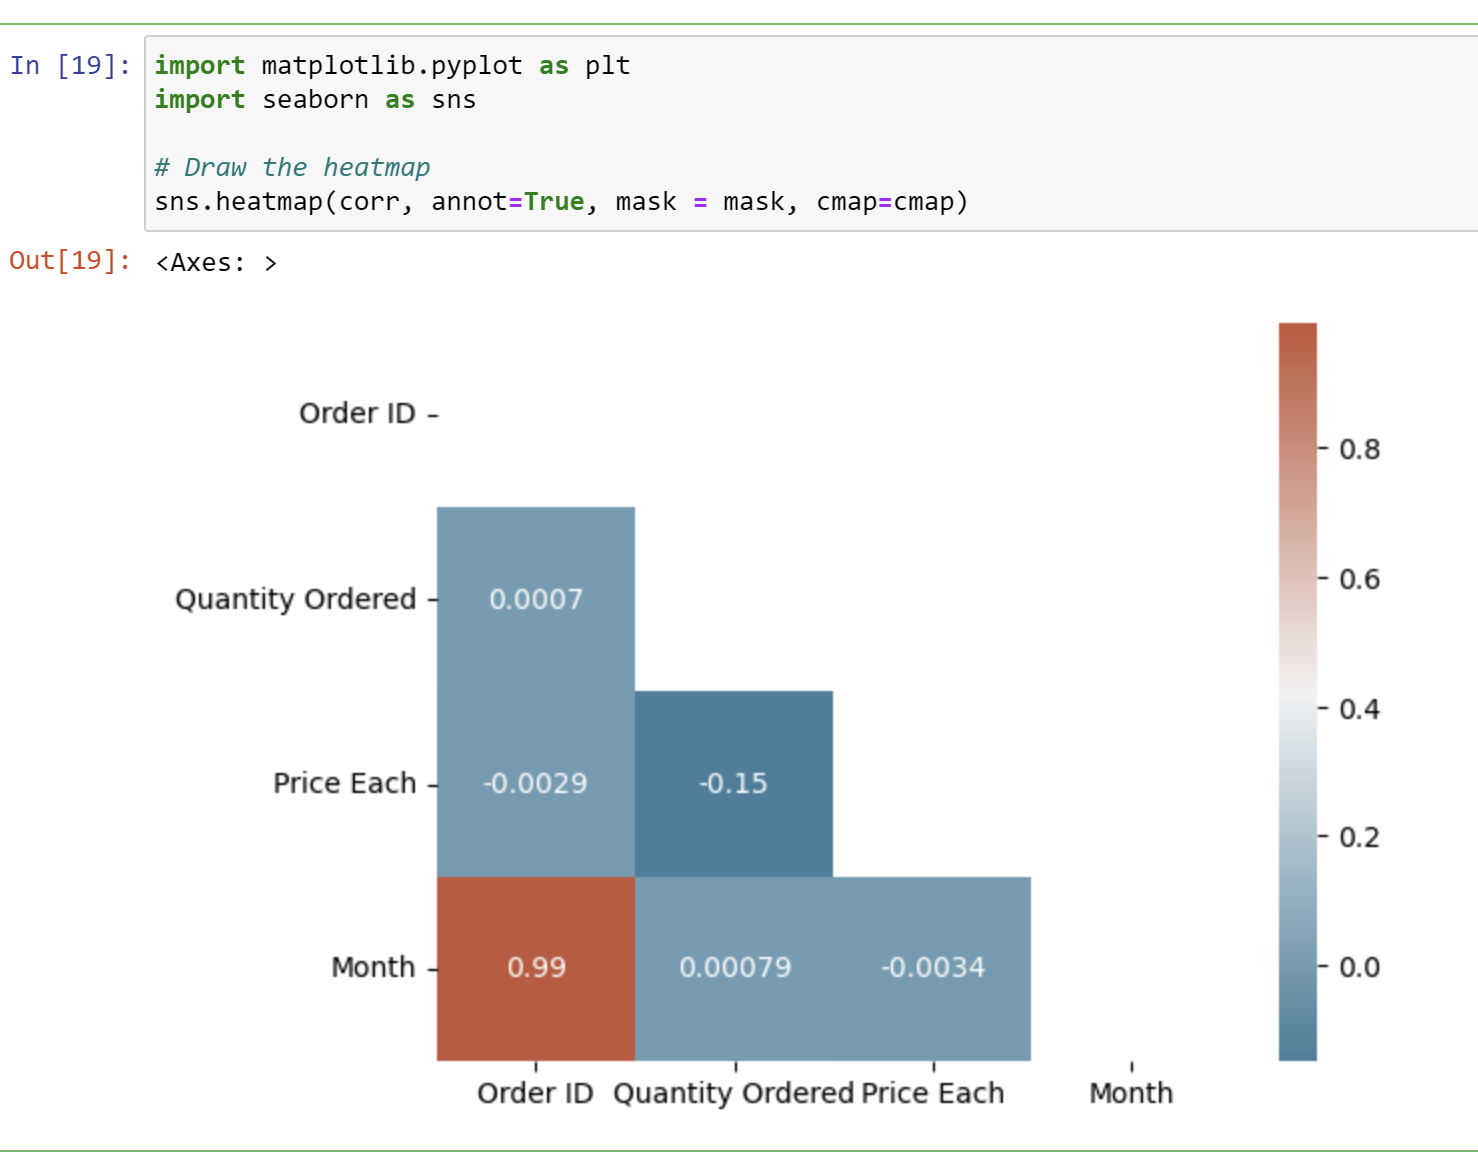 In [19]: import matplotlib.pyplot as plt
import seaborn as sns
# Draw the heatmap
sns.heatmap(corr, annot=True, mask = mask, cmap=cmap)
Out[19]: <Axes: >
Order ID
Quantity Ordered 0.0007
Price Each -0.0029 -0.15
Month 0.99 0.00079 -0.0034
Order ID Quantity Ordered Price Each Month
0.8
0.6
0.4
0.2
0.0